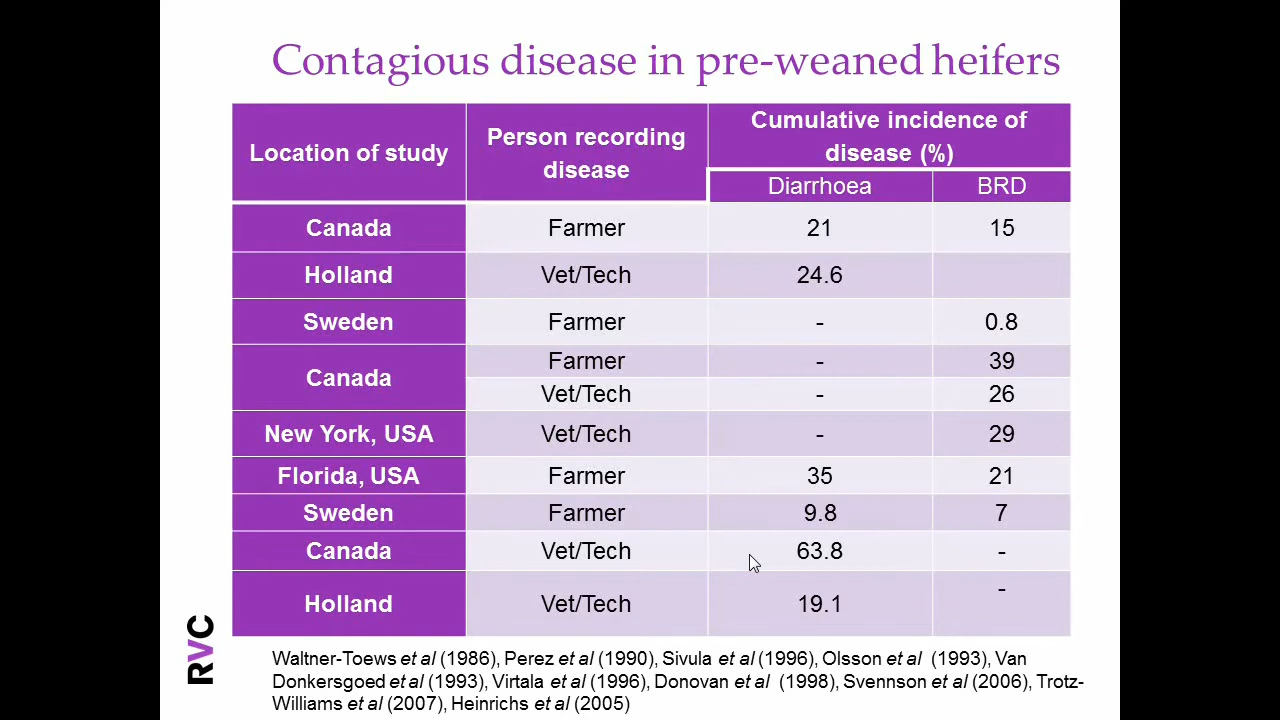 Contagious disease in pre-weaned heifers
Location of study
Person recording
disease
Cumulative incidence of
disease (%)
Diarrhoea BRD
Canada Farmer 21 15
Holland Vet/Tech 24.6
Sweden Farmer - 0.8
Canada
Farmer - 39
Vet/Tech - 26
New York, USA Vet/Tech - 29
Florida, USA Farmer 35 21
Sweden Farmer 9.8 7
Canada Vet/Tech 63.8 -
Holland Vet/Tech 19.1 -
RVC
Waltner-Toews et al (1986), Perez et al (1990), Sivula et al (1996), Olsson et al (1993), Van
Donkersgoed et al (1993), Virtala et al (1996), Donovan et al (1998), Svennson et al (2006), Trotz-
Williams et al (2007), Heinrichs et al (2005)